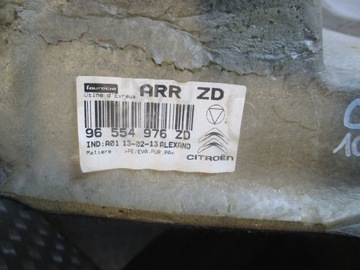 faurecia
Usine d'Evreux
ARR ZD
96 554 976 ZD
IND:A01 13-02-13 ALEXAND
Matiere >PE/EVA.PUR.PA<
CITROËN
10